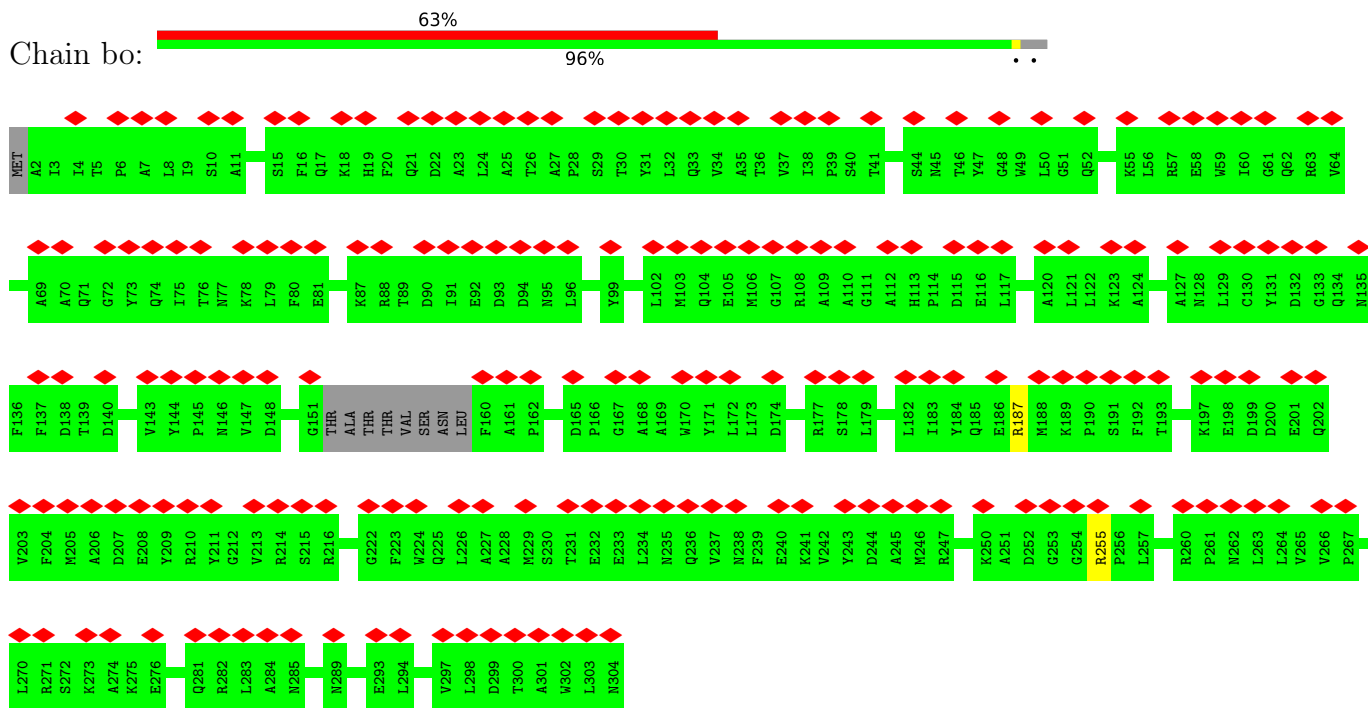 63%
Chain bo:
96%
MET A2 I3 I4 T5 P6 A7 L8 I9 S10 A11 S15 F16 Q17 K18 H19 F20 Q21 D22 A23 L24 A25 T26 A27 P28 S29 T30 Y31 L32 Q33 V34 A35 T36 V37 I38 P39 S40 T41 S44 N45 T46 Y47 G48 W49 L50 G51 Q52 K55 L56 R57 E58 W59 I60 G61 Q62 R63 V64
A69 A70 Q71 G72 Y73 Q74 I75 T76 N77 K78 L79 F80 E81 K87 R88 T89 D90 I91 E92 D93 D94 N95 L96 Y99 L102 M103 Q104 E105 M106 G107 R108 A109 A110 G111 A112 H113 P114 D115 E116 L117 A120 L121 L122 K123 A124 A127 N128 L129 C130 Y131 D132 G133 Q134 N135
F136 F137 D138 T139 D140 V143 Y144 P145 N146 V147 D148 G151 THR ALA THR THR VAL SER ASN LEU F160 A161 P162 D165 P166 G167 A168 A169 W170 Y171 L172 L173 D174 R177 S178 L179 L182 I183 Y184 Q185 E186 R187 M188 K189 P190 S191 F192 T193 K197 E198 D199 D200 E201 Q202
V203 F204 M205 A206 D207 E208 Y209 R210 Y211 G212 V213 R214 S215 R216 G222 F223 W224 Q225 L226 A227 A228 M229 S230 T231 E232 E233 L234 N235 Q236 V237 N238 F239 E240 K241 V242 Y243 D244 A245 M246 R247 K250 A251 D252 G253 G254 R255 P256 L257 R260 P261 N262 L263 L264 V265 V266 P267
L270 R271 S272 K273 A274 K275 E276 Q281 R282 L283 A284 N285 N289 E293 L294 V297 L298 D299 T300 A301 W302 L303 N304